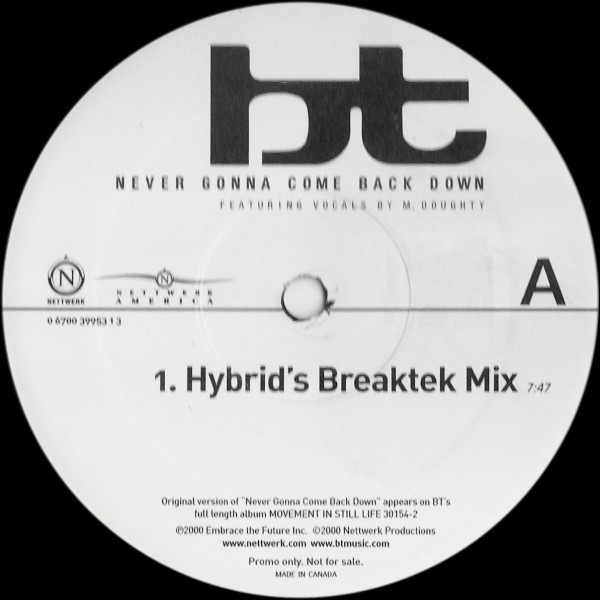 bt
NEVER GONNA COME BACK DOWN
FEATURING VOCALS BY M. DOUGHTY
N
NETTWERK
N
NETTWERK
AMERICA
A
0 6700 39953 1 3
1. Hybrid's Breaktek Mix 7:47
Original version of "Never Gonna Come Back Down" appears on BT's
full length album MOVEMENT IN STILL LIFE 30154-2
℗2000 Embrace the Future Inc. ©2000 Nettwerk Productions
www.nettwerk.com www.btmusic.com
Promo only. Not for sale.
MADE IN CANADA